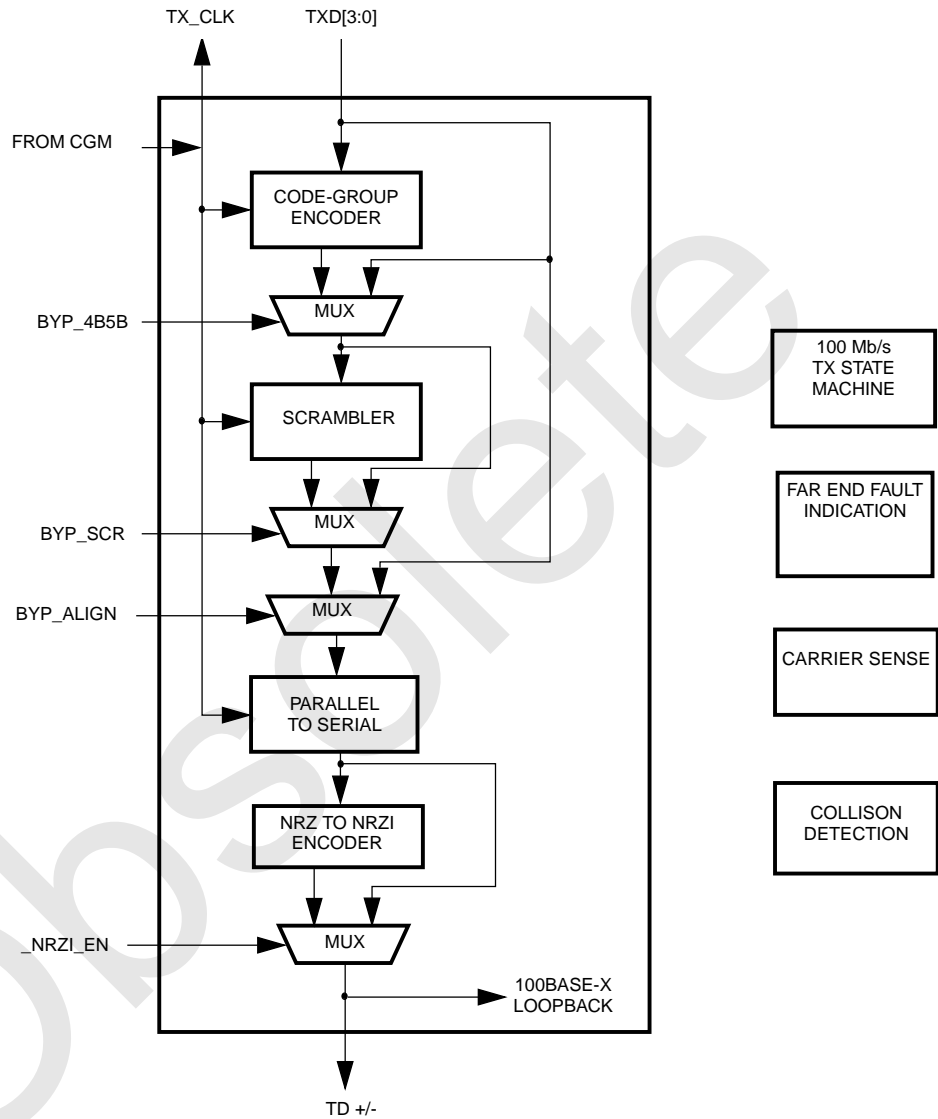 TX_CLK
TXD[3:0]
FROM CGM
CODE-GROUP
ENCODER
MUX
BYP_4B5B
100 Mb/s
TX STATE
MACHINE
SCRAMBLER
FAR END FAULT
INDICATION
MUX
BYP_SCR
MUX
BYP_ALIGN
CARRIER SENSE
PARALLEL
TO SERIAL
NRZ TO NRZI
ENCODER
COLLISON
DETECTION
MUX
_NRZI_EN
100BASE-X
LOOPBACK
TD +/-
Obsolete